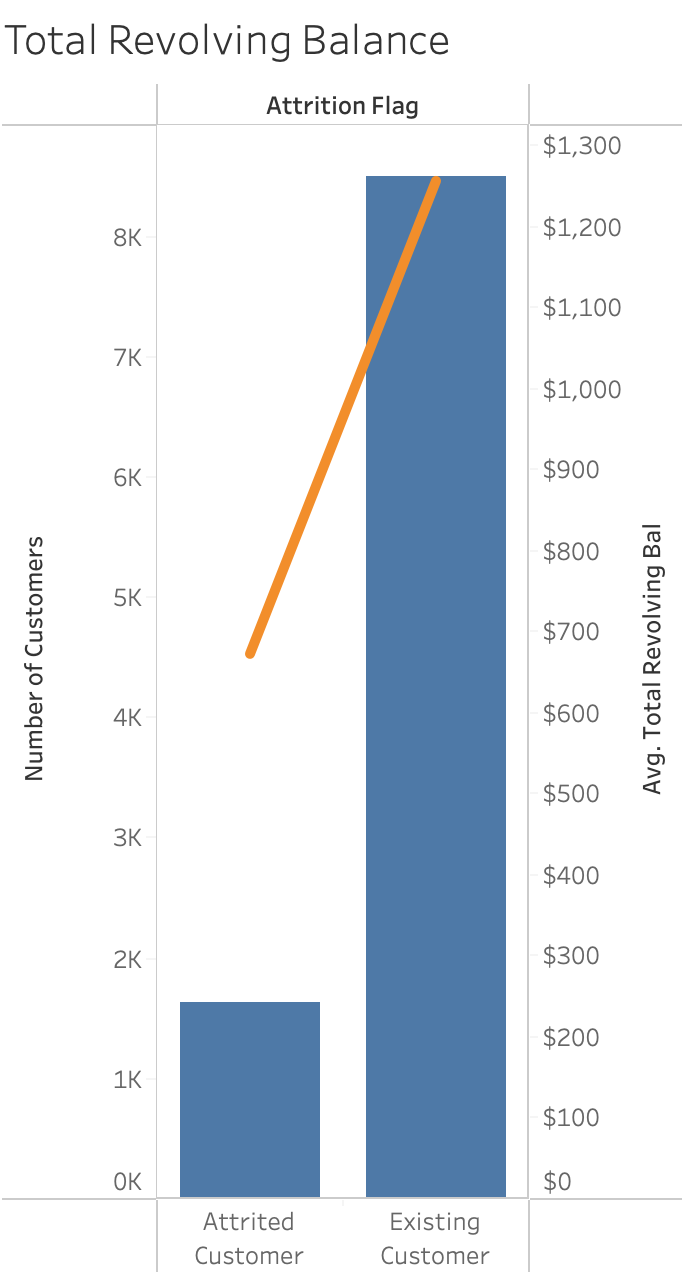 Total Revolving Balance
Attrition Flag
Number of Customers
8K
7K
6K
5K
4K
3K
2K
1K
0K
$1,300
$1,200
$1,100
$1,000
$900
$800
$700
$600
$500
$400
$300
$200
$100
$0
Avg. Total Revolving Bal
Attrited
Customer
Existing
Customer